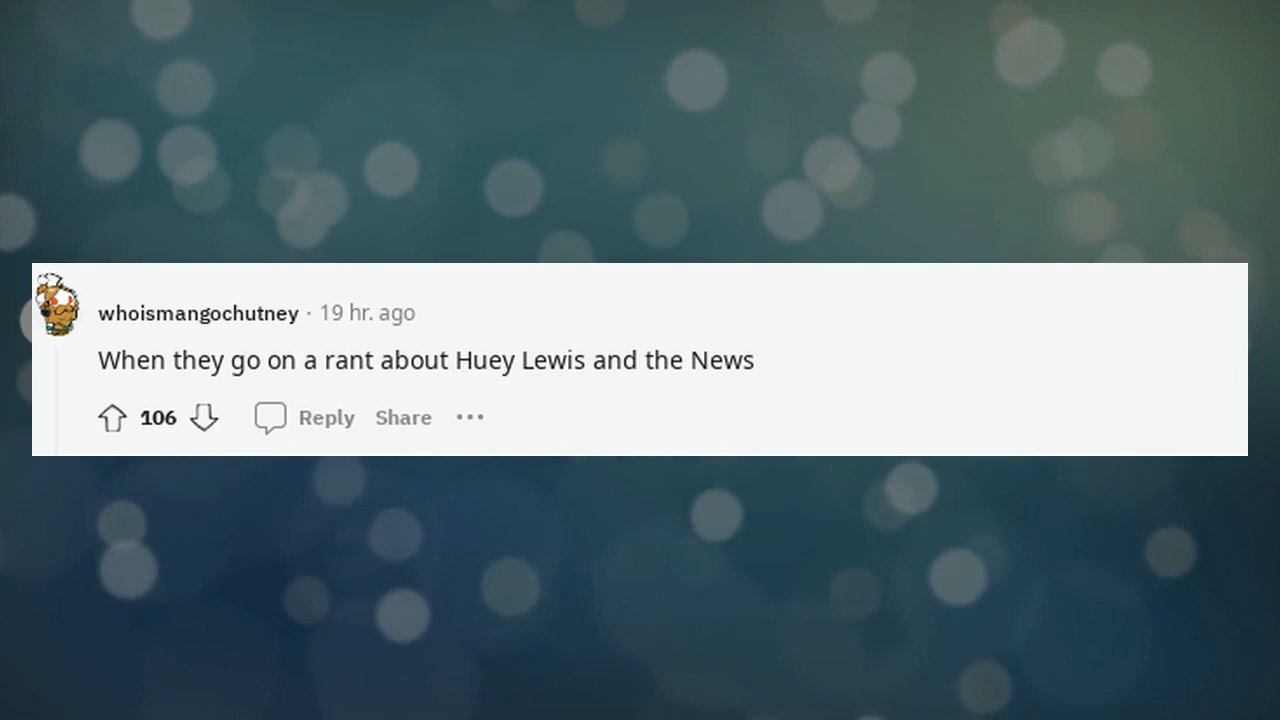 whoismangochutney · 19 hr. ago
When they go on a rant about Huey Lewis and the News
106 Reply Share ...